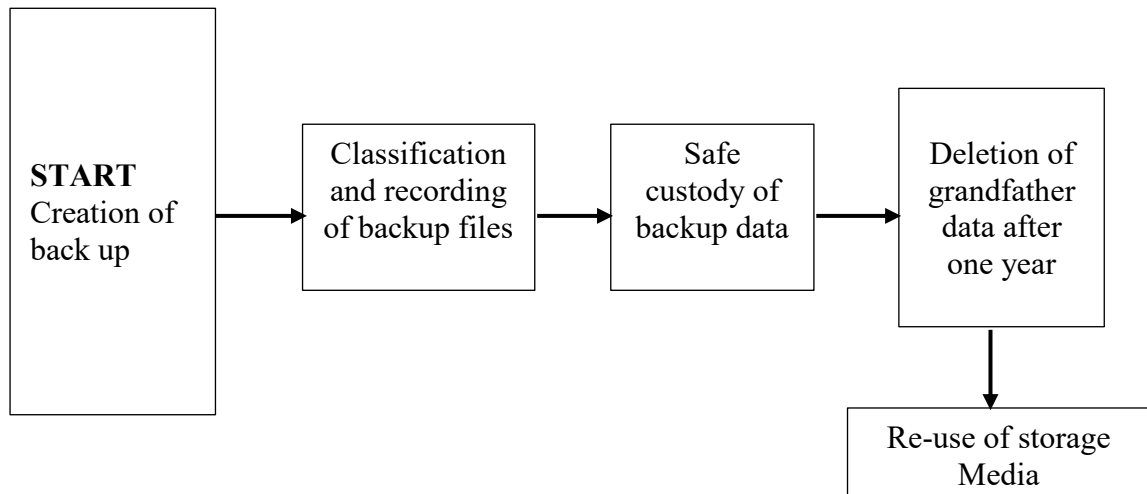 START
Creation of
back up
Classification
and recording
of backup files
Safe
custody of
backup data
Deletion of
grandfather
data after
one year
Re-use of storage
Media